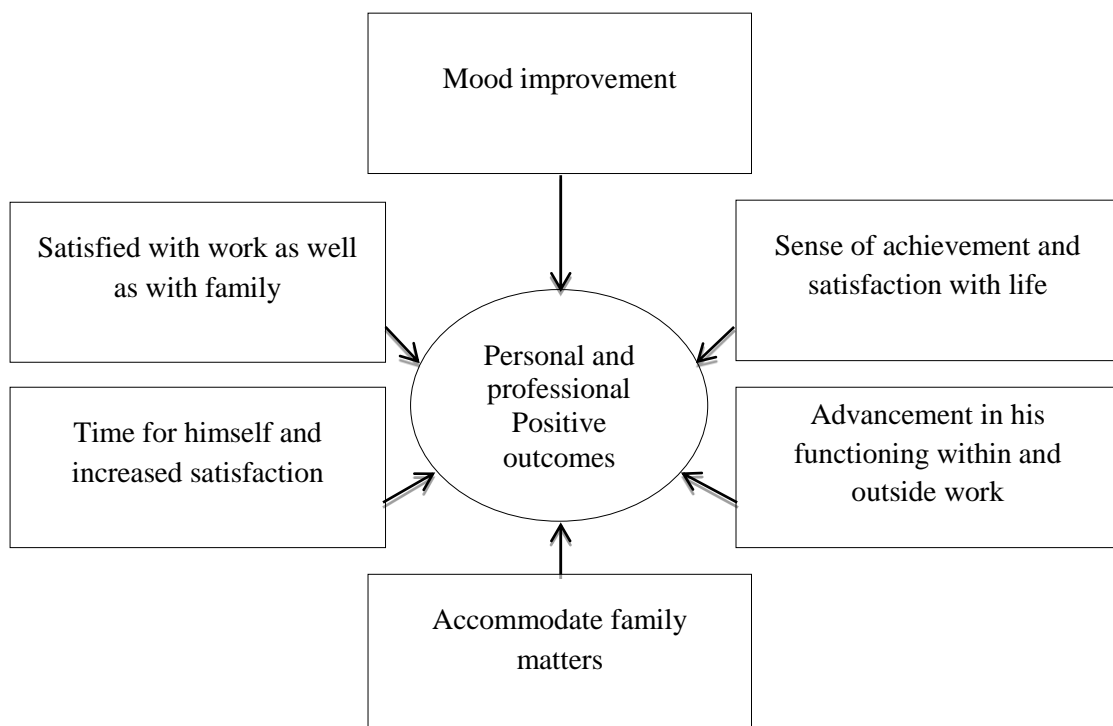 Mood improvement
Satisfied with work as well
as with family
Sense of achievement and
satisfaction with life
Personal and
professional
Positive
outcomes
Time for himself and
increased satisfaction
Advancement in his
functioning within and
outside work
Accommodate family
matters